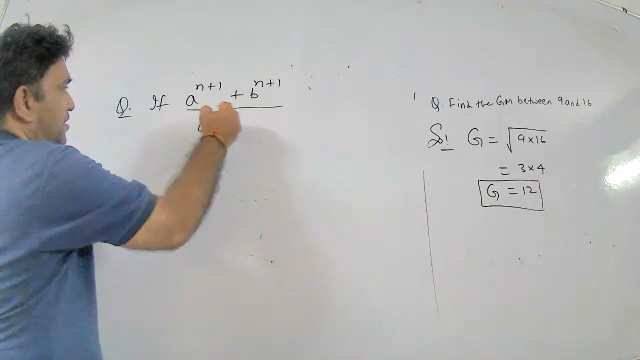 Q. If a^{n+1} + b^{n+1}
Q. Find the GM between 9 and 16
Sol G = √9×16
= 3×4
G = 12